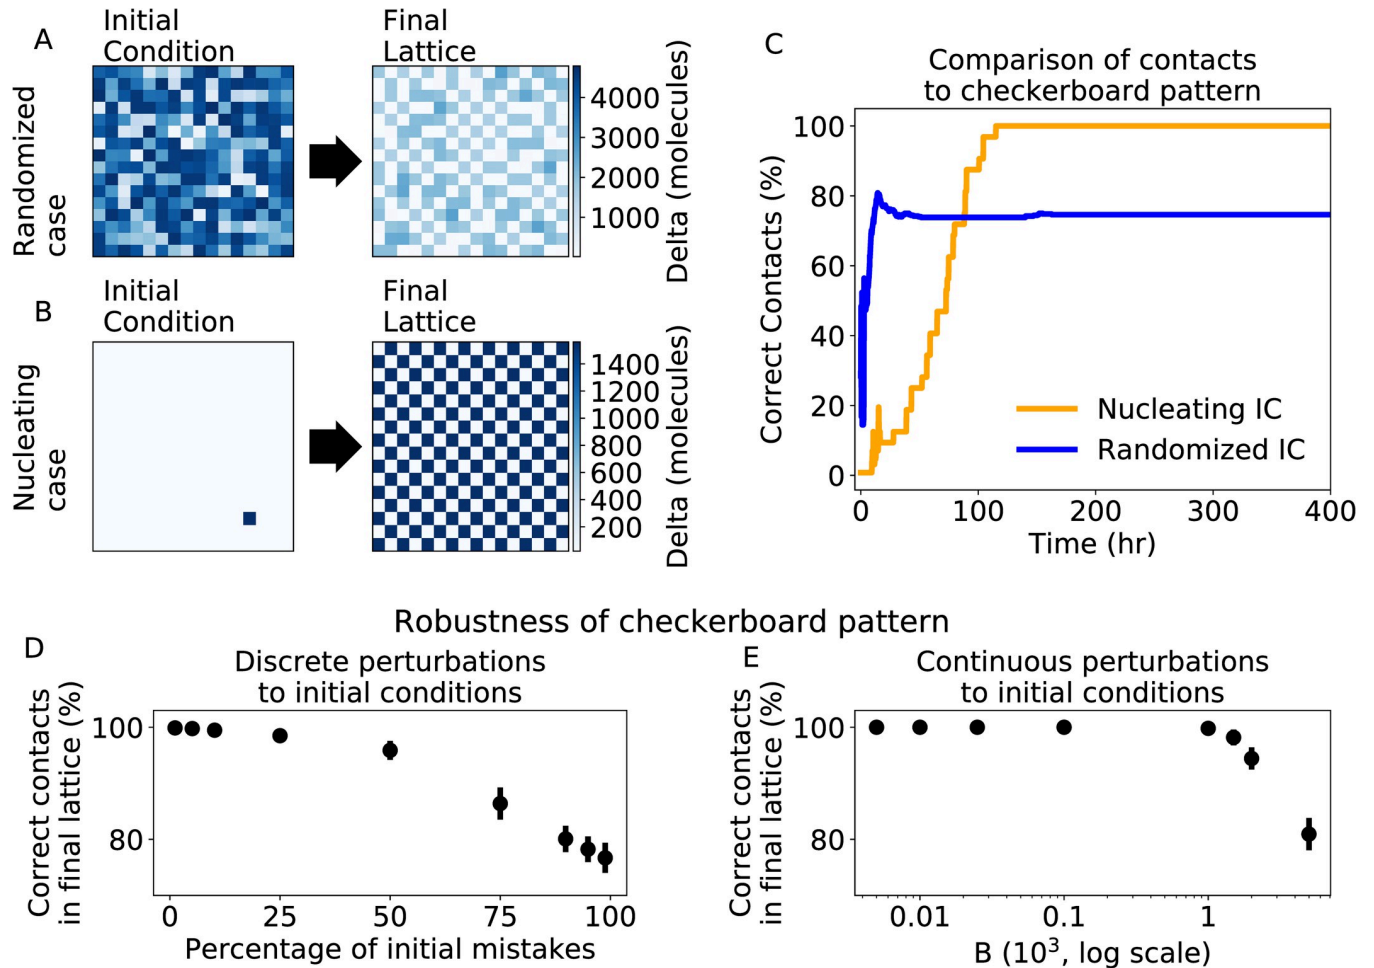 A
Initial
Condition
Final
Lattice
Randomized
case
4000
3000
2000
1000
Delta (molecules)
B
Initial
Condition
Final
Lattice
Nucleating
case
1400
1200
1000
800
600
400
200
Delta (molecules)
C
Comparison of contacts
to checkerboard pattern
Correct Contacts (%)
100
80
60
40
20
0
Nucleating IC
Randomized IC
0 100 200 300 400
Time (hr)
Robustness of checkerboard pattern
D
Discrete perturbations
to initial conditions
Correct contacts
in final lattice (%)
100
80
0 25 50 75 100
Percentage of initial mistakes
E
Continuous perturbations
to initial conditions
Correct contacts
in final lattice (%)
100
80
0.01 0.1 1
B (10³, log scale)